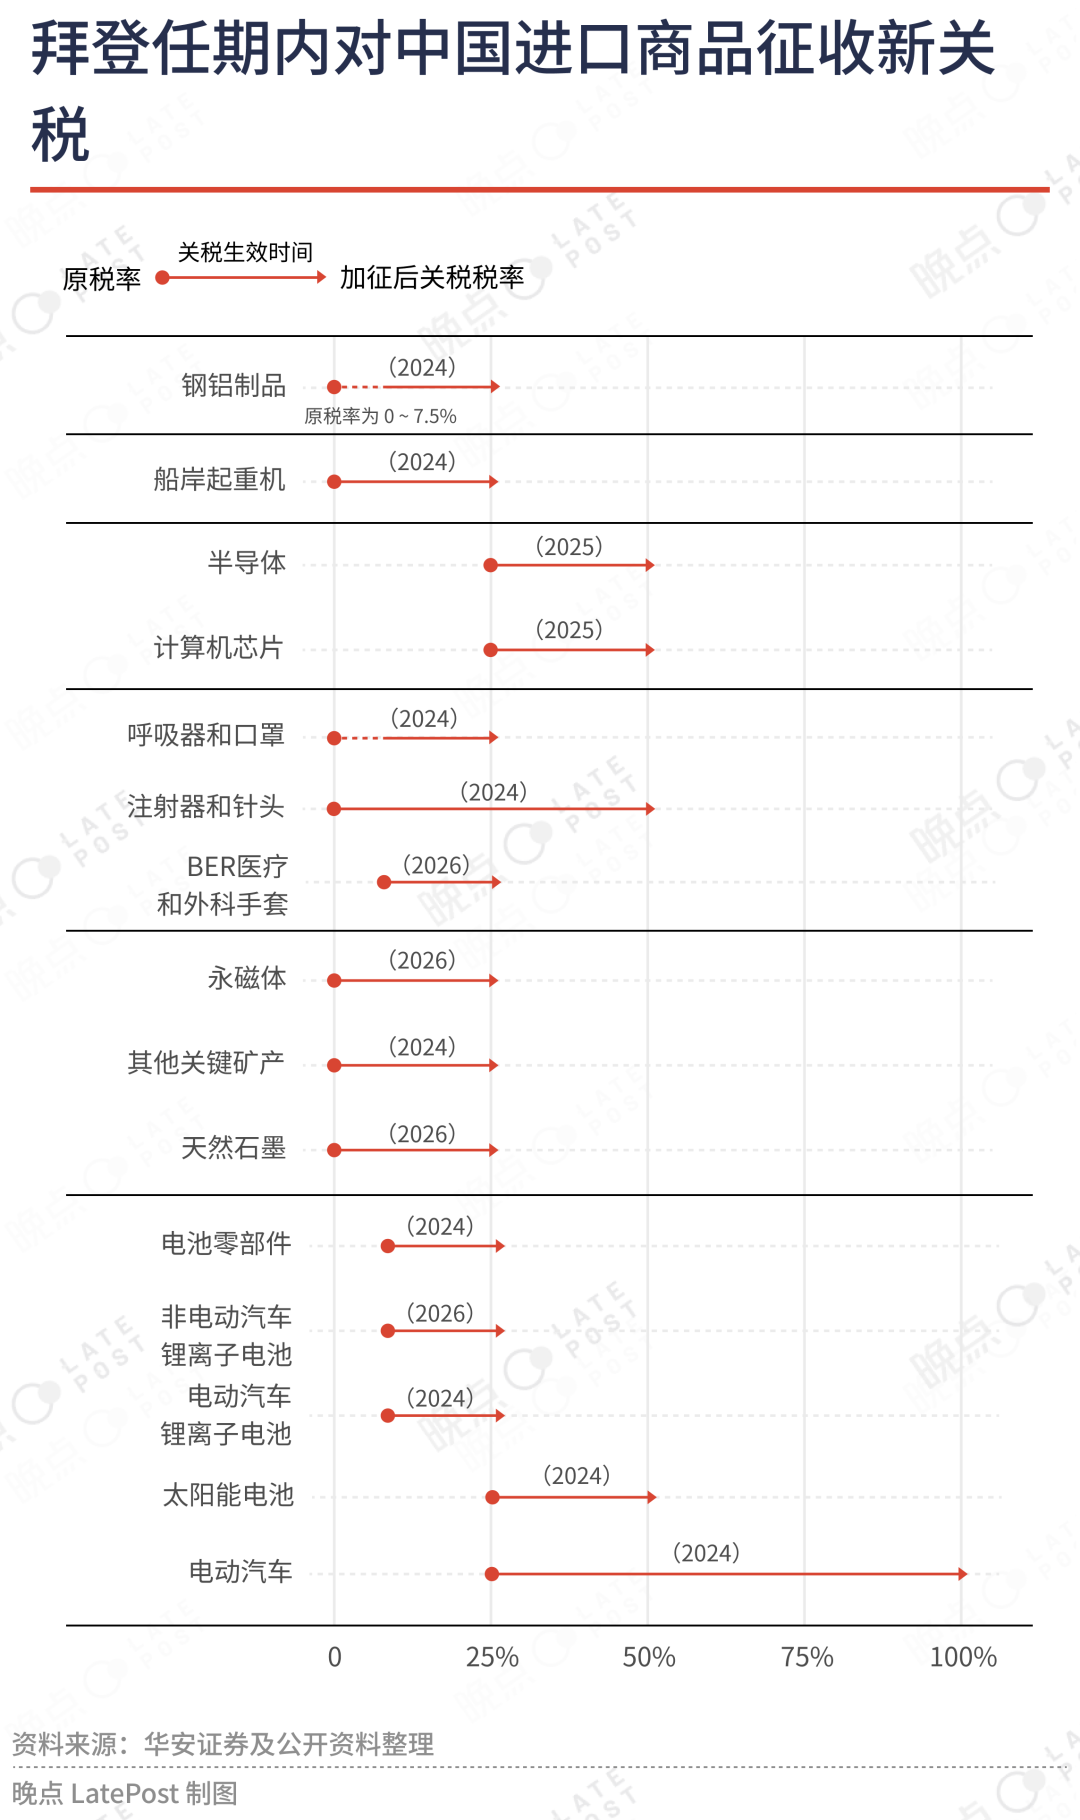 拜登任期内对中国进口商品征收新关
税
关税生效时间
原税率 加征后关税税率
钢铝制品 （2024）
原税率为 0 ~ 7.5%
船岸起重机 （2024）
半导体 （2025）
计算机芯片 （2025）
呼吸器和口罩 （2024）
注射器和针头 （2024）
BER医疗 （2026）
和外科手套
永磁体 （2026）
其他关键矿产 （2024）
天然石墨 （2026）
电池零部件 （2024）
非电动汽车 （2026）
锂离子电池
电动汽车 （2024）
锂离子电池
太阳能电池 （2024）
电动汽车 （2024）
0 25% 50% 75% 100%
资料来源：华安证券及公开资料整理
晚点 LatePost 制图
晚点 LATE POST